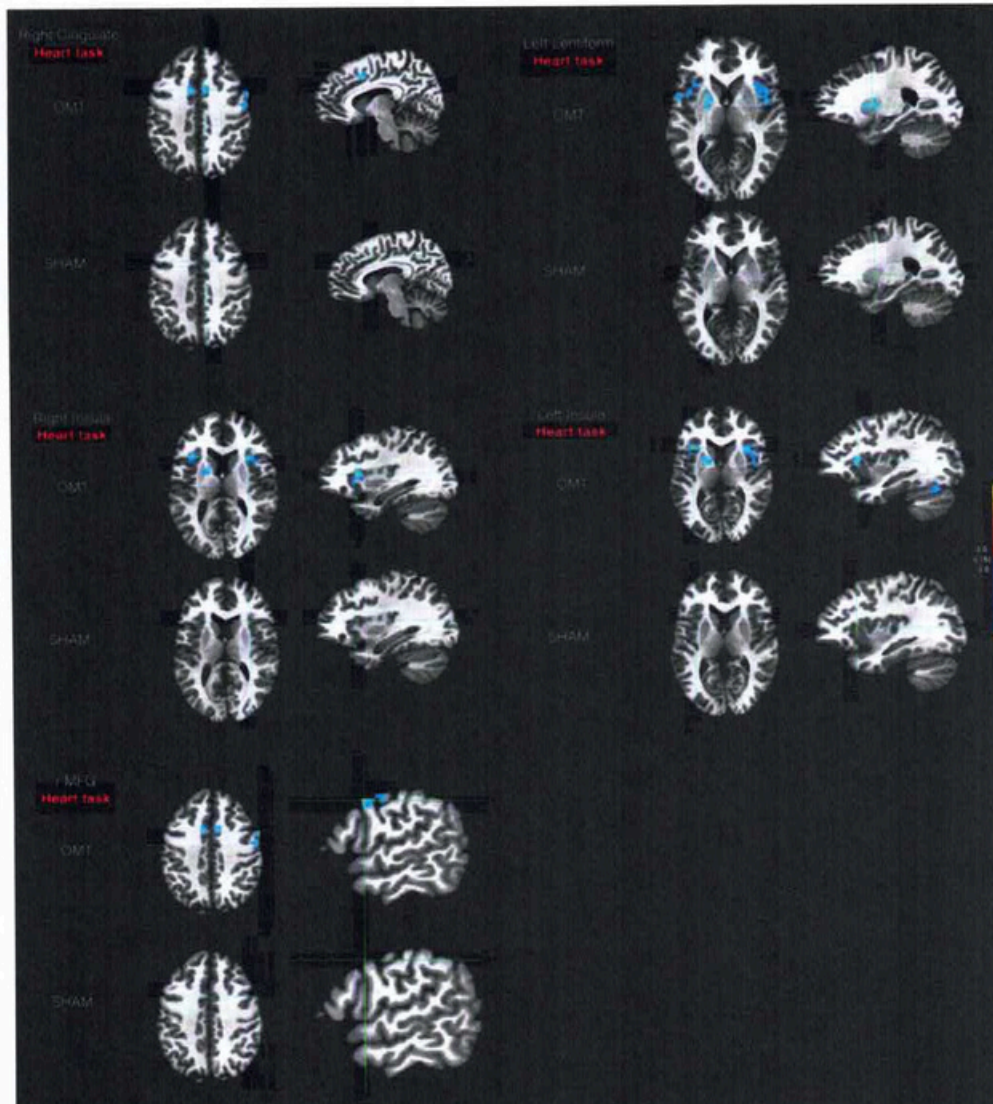 Right Cingulate
Heart task
OMT
SHAM
Left Lentiform
Heart task
OMT
SHAM
Right Insula
Heart task
OMT
SHAM
Left Insula
Heart task
OMT
SHAM
Heart task
OMT
SHAM